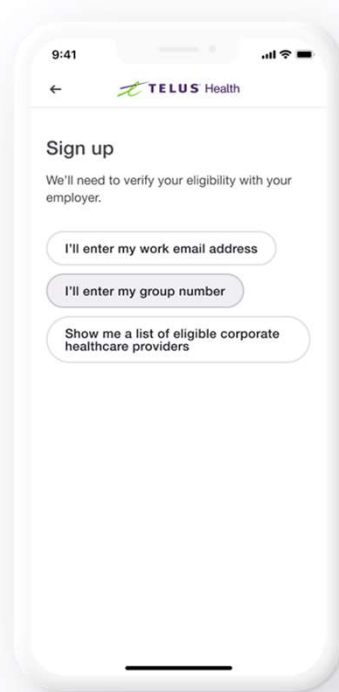 9:41
TELUS Health
Sign up
We'll need to verify your eligibility with your
employer.
I'll enter my work email address
I'll enter my group number
Show me a list of eligible corporate
healthcare providers